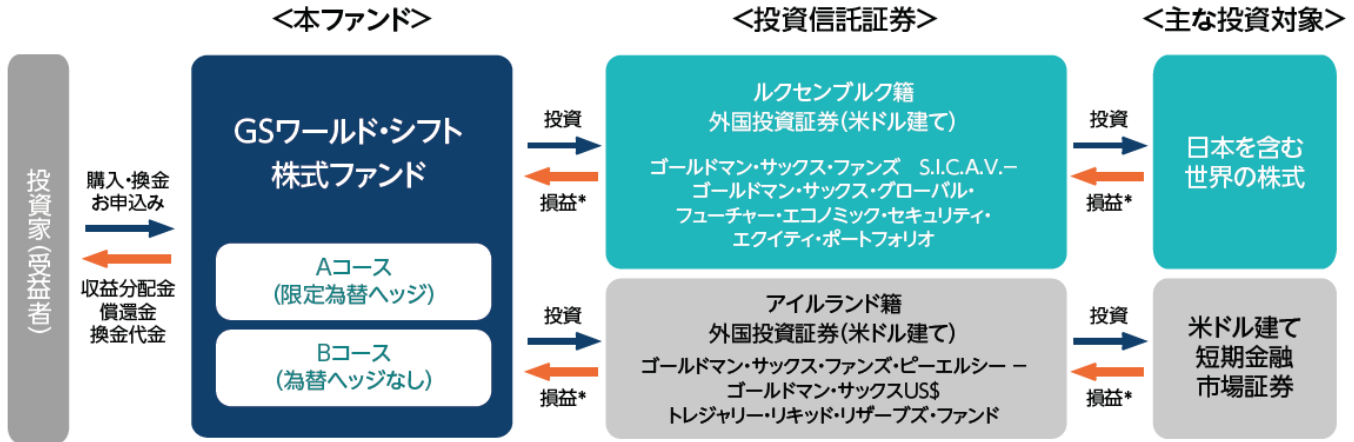 <本ファンド>
<投資信託証券>
<主な投資対象>
投資家(受益者)
購入・換金
お申込み
収益分配金
償還金
換金代金
GSワールド・シフト
株式ファンド
Aコース
(限定為替ヘッジ)
Bコース
(為替ヘッジなし)
投資
損益*
ルクセンブルク籍
外国投資証券(米ドル建て)
ゴールドマン・サックス・ファンズ S.I.C.A.V.−
ゴールドマン・サックス・グローバル・
フューチャー・エコノミック・セキュリティ・
エクイティ・ポートフォリオ
投資
損益*
日本を含む
世界の株式
投資
損益*
アイルランド籍
外国投資証券(米ドル建て)
ゴールドマン・サックス・ファンズ・ピーエルシー −
ゴールドマン・サックスUS$
トレジャリー・リキッド・リザーブズ・ファンド
投資
損益*
米ドル建て
短期金融
市場証券